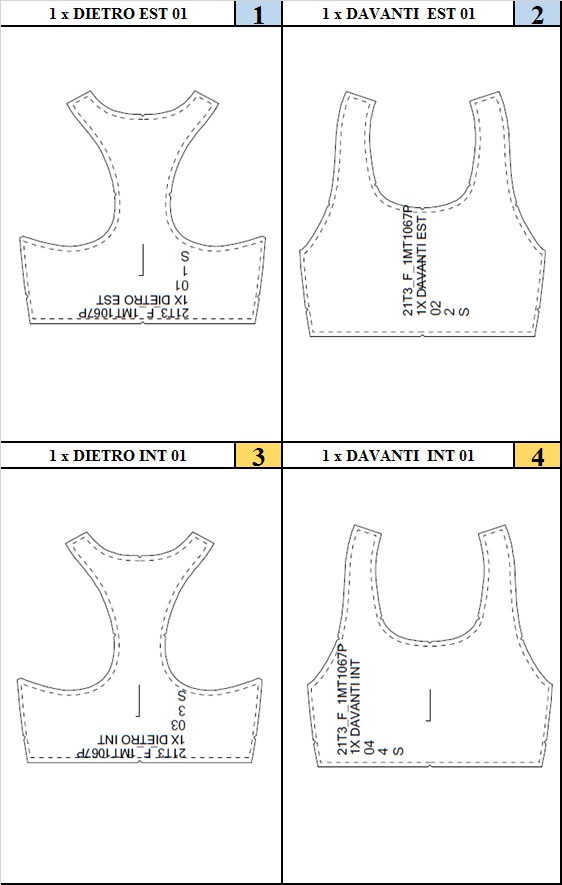 1 x DIETRO EST 01
1
1 x DAVANTI  EST 01
2
21T3_F_1MT1067P
1X DIETRO EST
01
1
S
21T3_F_1MT1067P
1X DAVANTI EST
02
2
S
1 x DIETRO INT 01
3
1 x DAVANTI  INT 01
4
21T3_F_1MT1067P
1X DIETRO INT
03
3
S
21T3_F_1MT1067P
1X DAVANTI INT
04
4
S